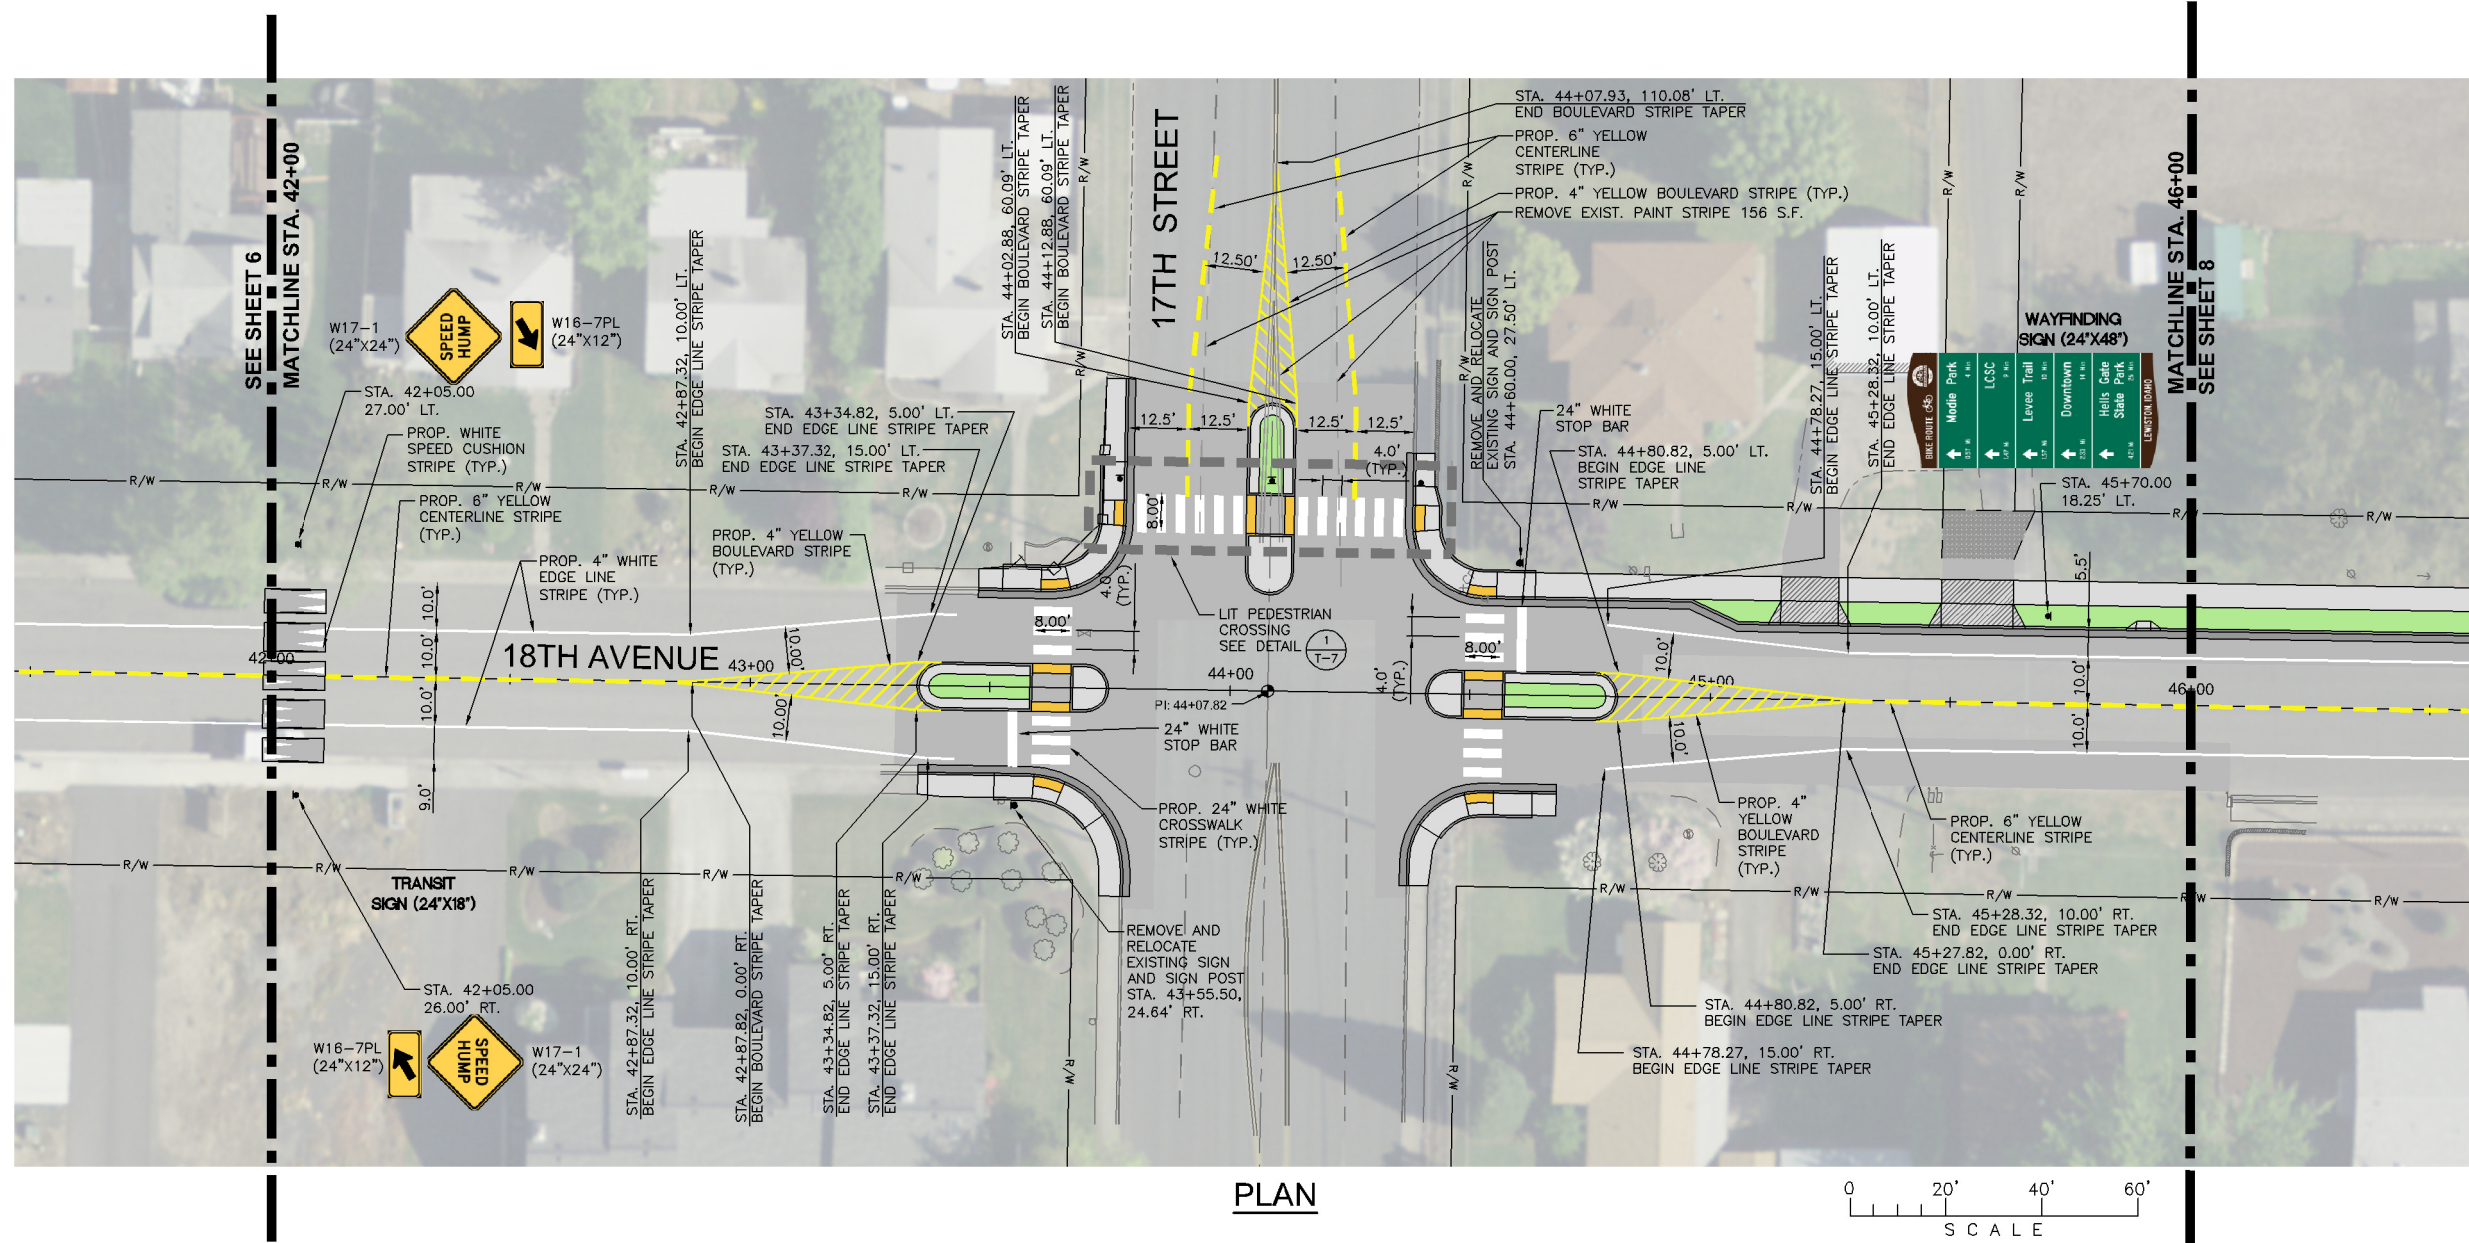 SEE SHEET 6
MATCHLINE STA. 42+00
W17-1
(24"X24")
SPEED
HUMP
W16-7PL
(24"X12")
STA. 42+05.00
27.00' LT.
PROP. WHITE
SPEED CUSHION
STRIPE (TYP.)
PROP. 6" YELLOW
CENTERLINE STRIPE
(TYP.)
PROP. 4" WHITE
EDGE LINE
STRIPE (TYP.)
STA. 42+87.32, 10.00' LT.
BEGIN EDGE LINE STRIPE TAPER
STA. 43+34.82, 5.00' LT.
END EDGE LINE STRIPE TAPER
STA. 43+37.32, 15.00' LT.
END EDGE LINE STRIPE TAPER
PROP. 4" YELLOW
BOULEVARD STRIPE
(TYP.)
STA. 44+02.88, 60.09' LT.
BEGIN BOULEVARD STRIPE TAPER
STA. 44+12.88, 60.09' LT.
BEGIN BOULEVARD STRIPE TAPER
17TH STREET
STA. 44+07.93, 110.08' LT.
END BOULEVARD STRIPE TAPER
PROP. 6" YELLOW
CENTERLINE
STRIPE (TYP.)
PROP. 4" YELLOW BOULEVARD STRIPE (TYP.)
REMOVE EXIST. PAINT STRIPE 156 S.F.
12.50'
12.50'
12.5'
12.5'
12.5'
12.5'
4.0'
(TYP.)
8.00'
REMOVE AND RELOCATE
EXISTING SIGN AND SIGN POST
STA. 44+60.00, 27.50' LT.
24" WHITE
STOP BAR
STA. 44+80.82, 5.00' LT.
BEGIN EDGE LINE
STRIPE TAPER
STA. 44+78.27, 15.00' LT.
BEGIN EDGE LINE STRIPE TAPER
STA. 45+28.32, 10.00' LT.
END EDGE LINE STRIPE TAPER
WAYFINDING
SIGN (24"X48")
BIKE ROUTE
Modie Park
LCSC
Levee Trail
Downtown
Hells Gate
State Park
LEWISTON, IDAHO
MATCHLINE STA. 46+00
SEE SHEET 8
STA. 45+70.00
18.25' LT.
R/W
R/W
R/W
R/W
R/W
R/W
R/W
R/W
R/W
R/W
R/W
R/W
R/W
10.0'
10.0'
10.0'
9.0'
42+00
18TH AVENUE
43+00
10.00'
10.00'
4.0'
(TYP.)
8.00'
LIT PEDESTRIAN
CROSSING
SEE DETAIL
1
T-7
44+00
PI: 44+07.82
4.0'
(TYP.)
8.00'
10.0'
10.0'
45+00
5.5'
10.0'
10.0'
46+00
24" WHITE
STOP BAR
PROP. 24" WHITE
CROSSWALK
STRIPE (TYP.)
PROP. 4"
YELLOW
BOULEVARD
STRIPE
(TYP.)
PROP. 6" YELLOW
CENTERLINE STRIPE
(TYP.)
R/W
R/W
R/W
R/W
R/W
R/W
R/W
R/W
R/W
R/W
R/W
R/W
TRANSIT
SIGN (24"X18")
STA. 42+05.00
26.00' RT.
W16-7PL
(24"X12")
SPEED
HUMP
W17-1
(24"X24")
STA. 42+87.32, 10.00' RT.
BEGIN EDGE LINE STRIPE TAPER
STA. 42+87.82, 0.00' RT.
BEGIN BOULEVARD STRIPE TAPER
STA. 43+34.82, 5.00' RT.
END EDGE LINE STRIPE TAPER
STA. 43+37.32, 15.00' RT.
END EDGE LINE STRIPE TAPER
REMOVE AND
RELOCATE
EXISTING SIGN
AND SIGN POST
STA. 43+55.50,
24.64' RT.
STA. 45+28.32, 10.00' RT.
END EDGE LINE STRIPE TAPER
STA. 45+27.82, 0.00' RT.
END EDGE LINE STRIPE TAPER
STA. 44+80.82, 5.00' RT.
BEGIN EDGE LINE STRIPE TAPER
STA. 44+78.27, 15.00' RT.
BEGIN EDGE LINE STRIPE TAPER
PLAN
0 20' 40' 60'
SCALE